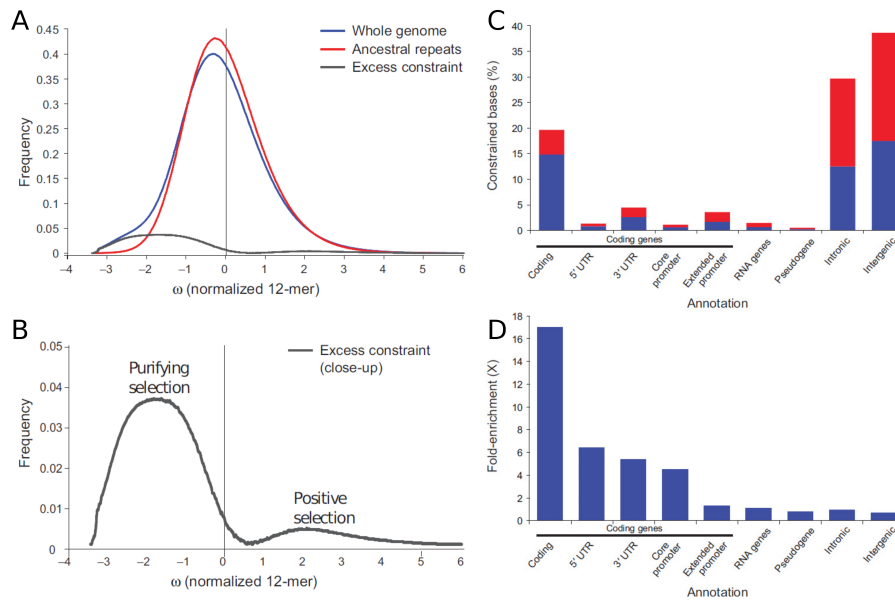 A
Whole genome
Ancestral repeats
Excess constraint
Frequency
0.45
0.4
0.35
0.3
0.25
0.2
0.15
0.1
0.05
0
–4 –3 –2 –1 0 1 2 3 4 5 6
ω (normalized 12-mer)
B
Excess constraint
(close-up)
Purifying
selection
Positive
selection
Frequency
0.05
0.04
0.03
0.02
0.01
0
–4 –3 –2 –1 0 1 2 3 4 5 6
ω (normalized 12-mer)
C
Constrained bases (%)
40
35
30
25
20
15
10
5
0
Coding genes
Coding
5' UTR
3' UTR
Core
promoter
Extended
promoter
RNA genes
Pseudogene
Intronic
Intergenic
Annotation
D
Fold-enrichment (X)
18
16
14
12
10
8
6
4
2
0
Coding genes
Coding
5' UTR
3' UTR
Core
promoter
Extended
promoter
RNA genes
Pseudogene
Intronic
Intergenic
Annotation